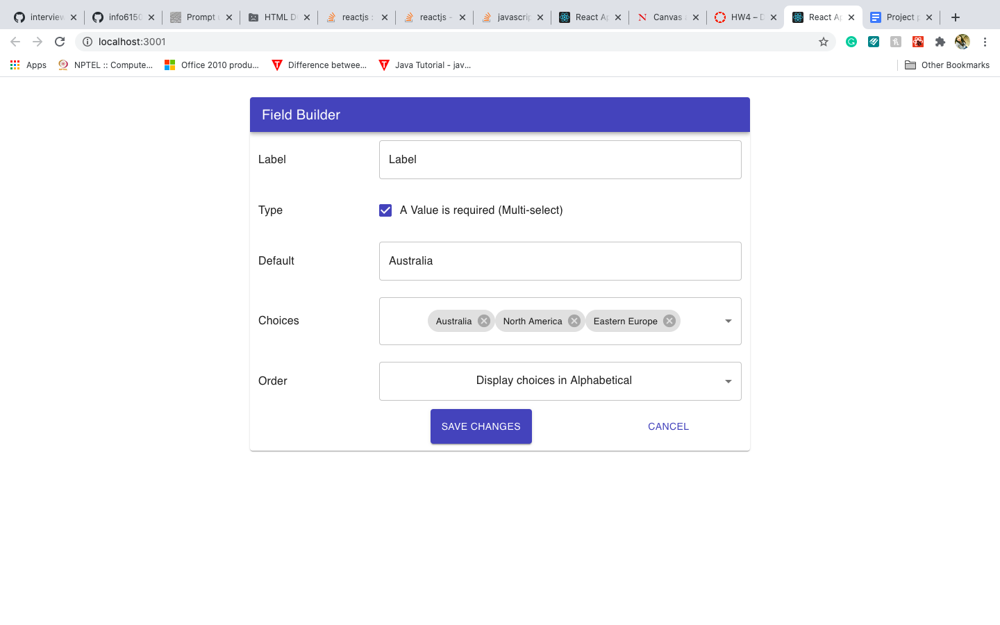 interview info6150 Prompt HTML D reactjs : reactjs - javascrip React Ap Canvas a HW4 – D React Ap Project p
localhost:3001
Apps NPTEL :: Compute... Office 2010 produ... Differenc betwee... Java Tutorial - jav... Other Bookmarks
Field Builder
Label Label
Type A Value is required (Multi-select)
Default Australia
Choices Australia North America Eastern Europe
Order Display choices in Alphabetical
SAVE CHANGES CANCEL